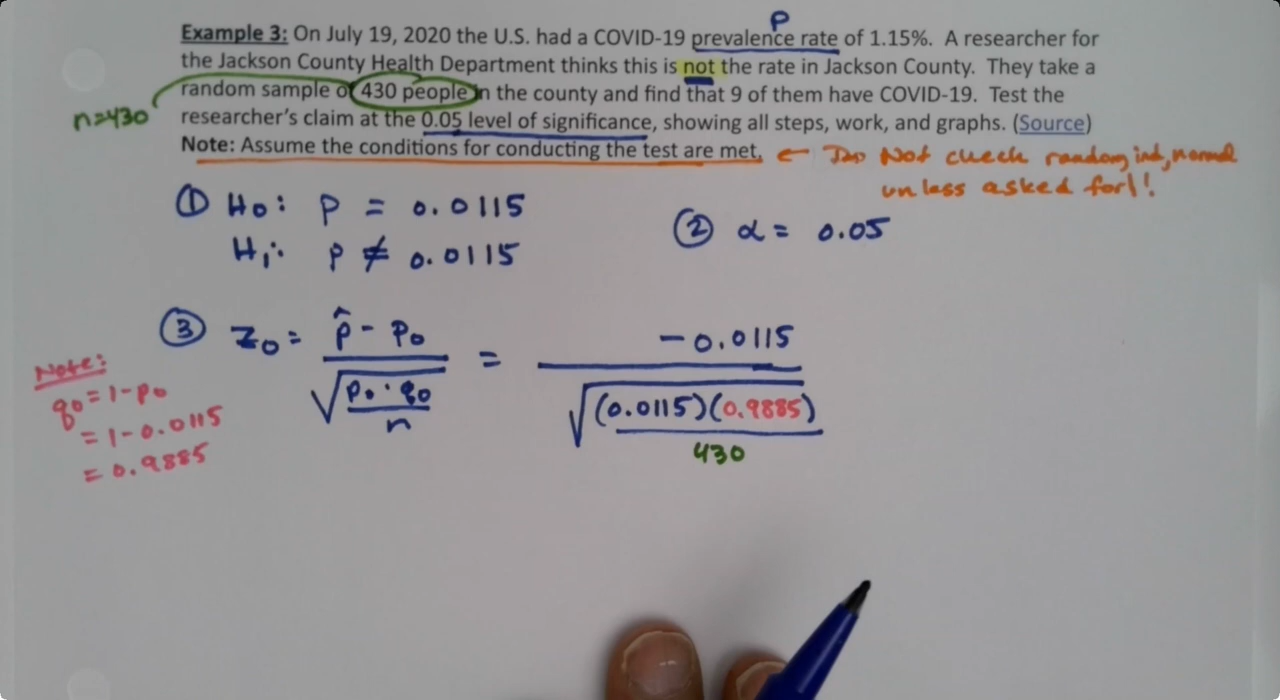 P
Example 3: On July 19, 2020 the U.S. had a COVID-19 prevalence rate of 1.15%. A researcher for
the Jackson County Health Department thinks this is not the rate in Jackson County. They take a
random sample of 430 people in the county and find that 9 of them have COVID-19. Test the
researcher's claim at the 0.05 level of significance, showing all steps, work, and graphs. (Source)
Note: Assume the conditions for conducting the test are met.
n=430
← Do Not check random, ind, normal
unless asked for!!
① H₀: P = 0.0115
H₁: P ≠ 0.0115
② α = 0.05
③ Z₀ = p̂ - p₀ / √(p₀ · q₀ / n) = -0.0115 / √((0.0115)(0.9885) / 430)
Note:
q₀ = 1 - p₀
= 1 - 0.0115
= 0.9885